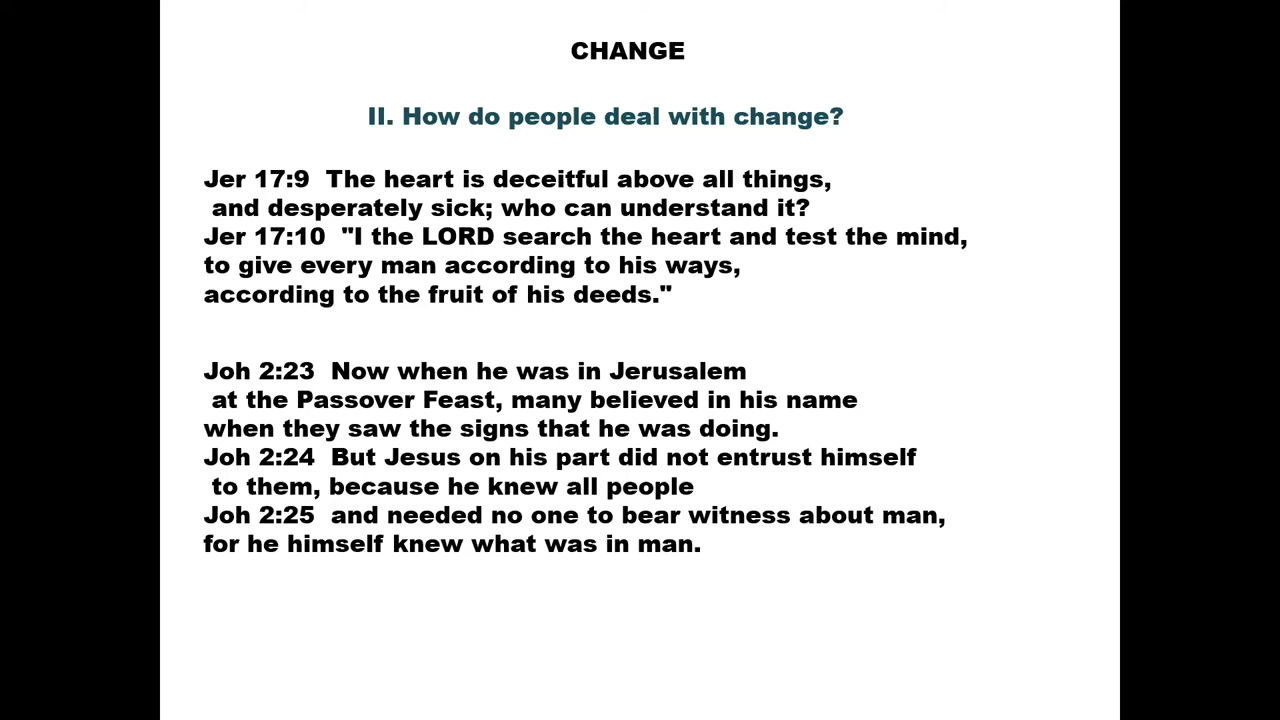 CHANGE
II. How do people deal with change?
Jer 17:9  The heart is deceitful above all things,
and desperately sick; who can understand it?
Jer 17:10  "I the LORD search the heart and test the mind,
to give every man according to his ways,
according to the fruit of his deeds."
Joh 2:23  Now when he was in Jerusalem
at the Passover Feast, many believed in his name
when they saw the signs that he was doing.
Joh 2:24  But Jesus on his part did not entrust himself
to them, because he knew all people
Joh 2:25  and needed no one to bear witness about man,
for he himself knew what was in man.